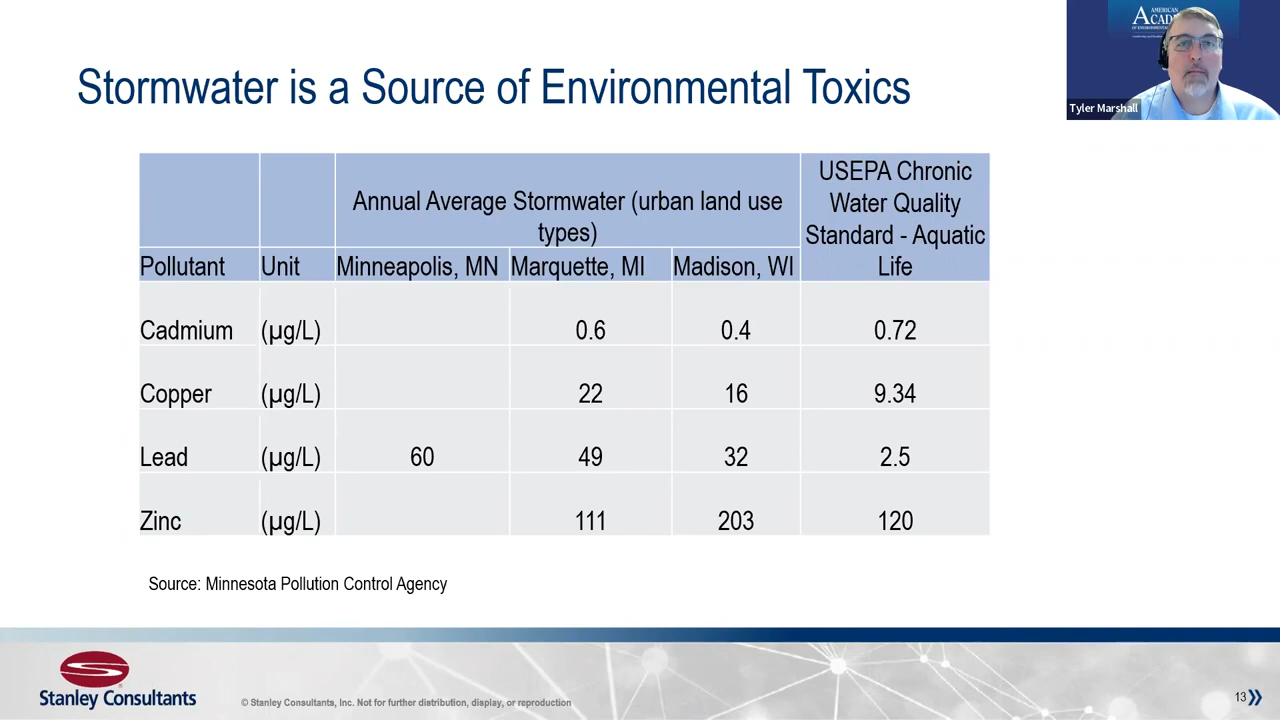 Stormwater is a Source of Environmental Toxics
AMERICAN
ACADE
Tyler Marshall
Annual Average Stormwater (urban land use
types)
USEPA Chronic
Water Quality
Standard - Aquatic
Life
Pollutant Unit Minneapolis, MN Marquette, MI Madison, WI
Cadmium (µg/L) 0.6 0.4 0.72
Copper (µg/L) 22 16 9.34
Lead (µg/L) 60 49 32 2.5
Zinc (µg/L) 111 203 120
Source: Minnesota Pollution Control Agency
Stanley Consultants
© Stanley Consultants, Inc. Not for further distribution, display, or reproduction
13